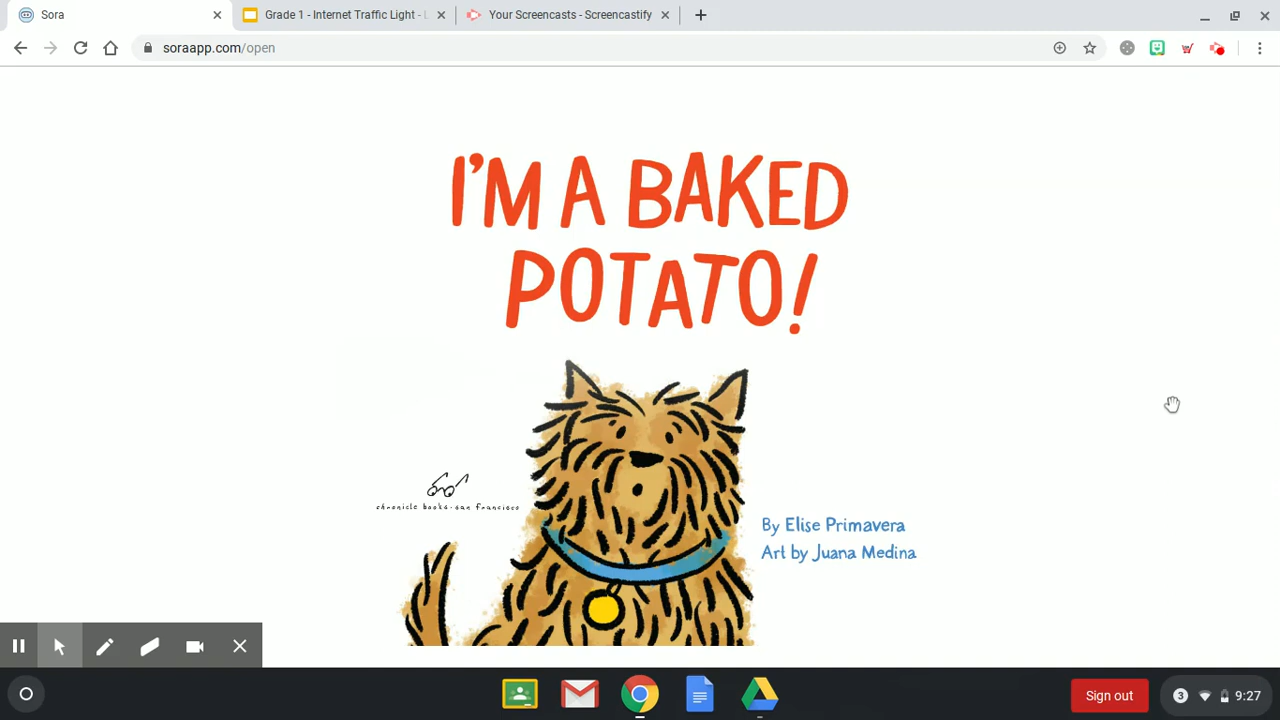 Sora
Grade 1 - Internet Traffic Light - L
Your Screencasts - Screencastify
soraapp.com/open
I'M A BAKED
POTATO!
chronicle books · san francisco
By Elise Primavera
Art by Juana Medina
Sign out
3
9:27